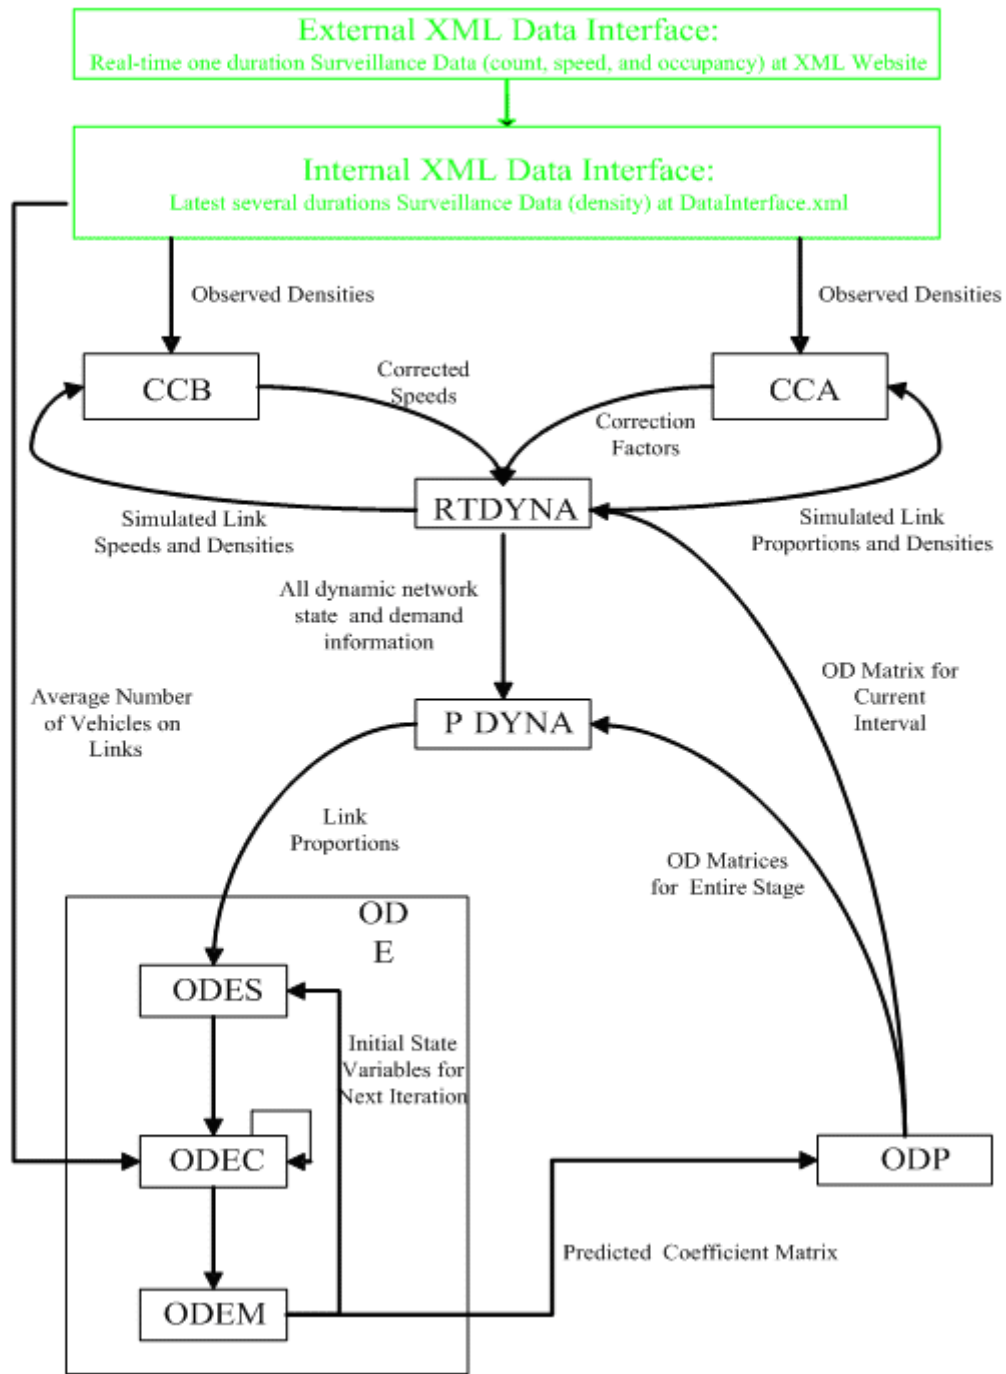 External XML Data Interface:
Real-time one duration Surveillance Data (count, speed, and occupancy) at XML Website
Internal XML Data Interface:
Latest several durations Surveillance Data (density) at DataInterface.xml
Observed Densities
Observed Densities
CCB
Corrected
Speeds
CCA
Correction
Factors
RTDYNA
Simulated Link
Speeds and Densities
Simulated Link
Proportions and Densities
All dynamic network
state and demand
information
Average Number
of Vehicles on
Links
OD Matrix for
Current
Interval
P DYNA
Link
Proportions
OD Matrices
for Entire Stage
OD
E
ODES
Initial State
Variables for
Next Iteration
ODEC
ODP
Predicted Coefficient Matrix
ODEM